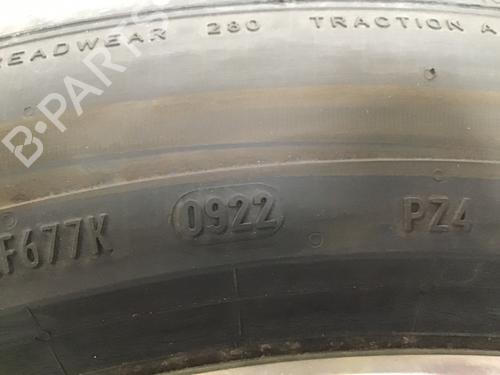 READWEAR 280 TRACTION A
B-PARTS
F677K 0922 PZ4